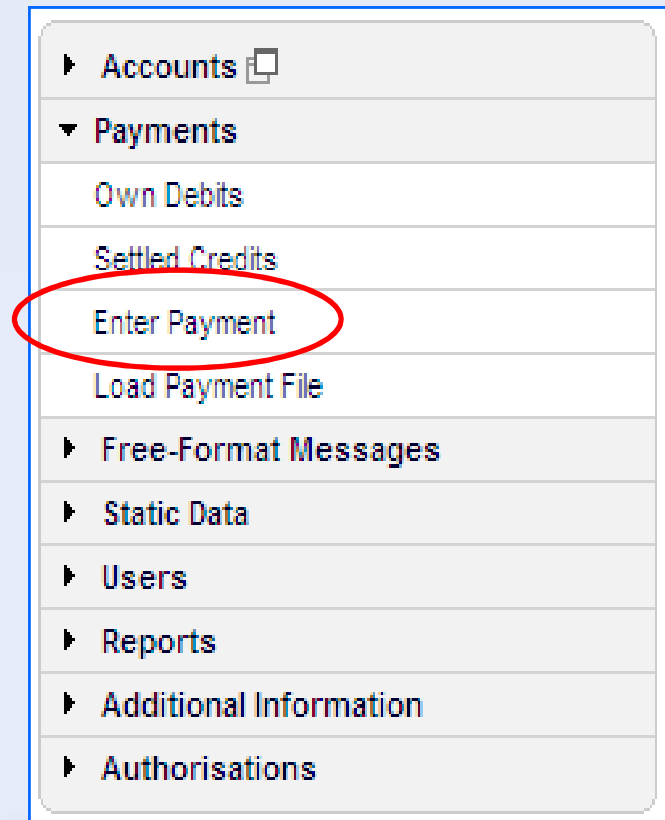 Accounts
Payments
Own Debits
Settled Credits
Enter Payment
Load Payment File
Free-Format Messages
Static Data
Users
Reports
Additional Information
Authorisations